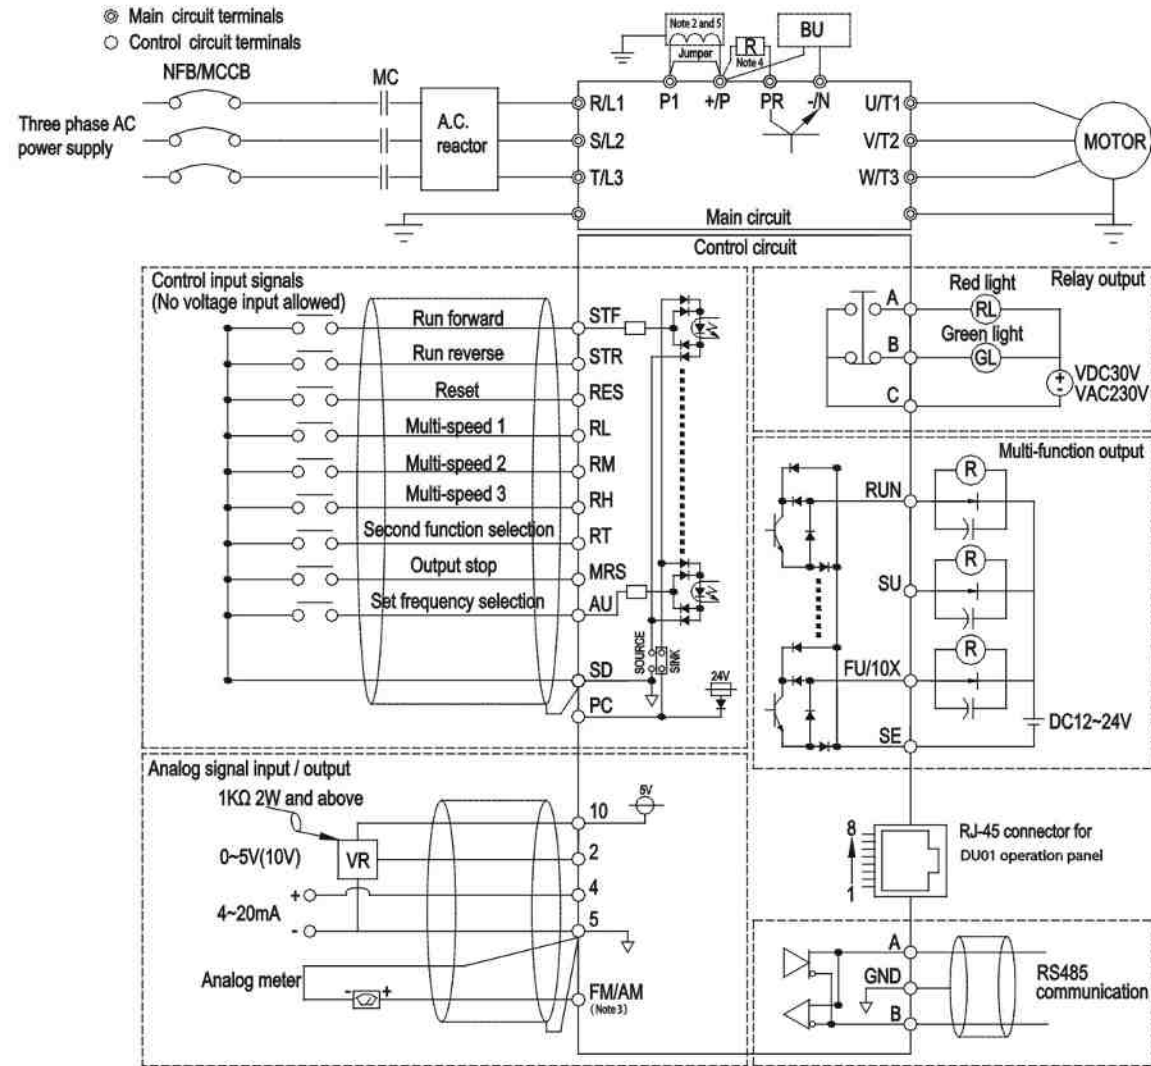 Main circuit terminals
Control circuit terminals
NFB/MCCB
MC
Three phase AC
power supply
A.C.
reactor
Note 2 and 5
Jumper
R
Note 4
BU
P1
+/P
PR
-/N
R/L1
S/L2
T/L3
U/T1
V/T2
W/T3
MOTOR
Main circuit
Control circuit
Control input signals
(No voltage input allowed)
Run forward
STF
Run reverse
STR
Reset
RES
Multi-speed 1
RL
Multi-speed 2
RM
Multi-speed 3
RH
Second function selection
RT
Output stop
MRS
Set frequency selection
AU
SOURCE
SINK
SD
24V
PC
Relay output
Red light
A
RL
Green light
B
GL
+
-
VDC30V
VAC230V
C
Multi-function output
R
RUN
R
SU
R
FU/10X
DC12~24V
SE
Analog signal input / output
1KΩ 2W and above
10
5V
0~5V(10V)
VR
2
+
4
4~20mA
-
5
Analog meter
-
+
FM/AM
(Note3)
8
1
RJ-45 connector for
DU01 operation panel
A
GND
B
RS485
communication